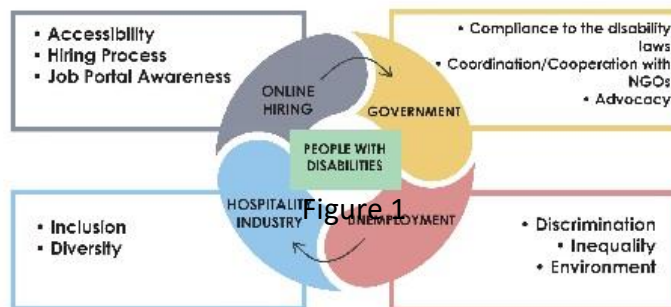 • Accessibility
• Hiring Process
• Job Portal Awareness
• Compliance to the disability
laws
• Coordination/Cooperation with
NGOs
• Advocacy
ONLINE
HIRING
GOVERNMENT
PEOPLE WITH
DISABILITIES
HOSPITALITY
INDUSTRY
UNEMPLOYMENT
Figure 1
• Inclusion
• Diversity
• Discrimination
• Inequality
• Environment